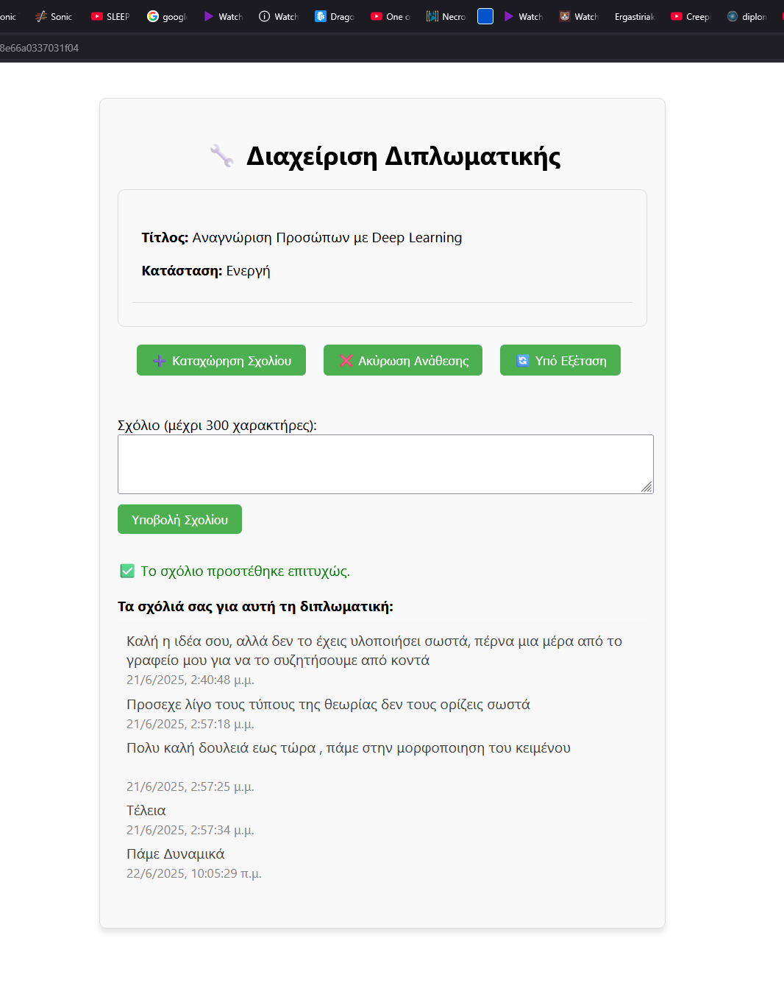 onic
Sonic
SLEEP
googl
Watch
Watch
Drago
One o
Necro
Watch
Watch
Ergastiriak
Creepi
diplon
8e66a0337031f04
Διαχείριση Διπλωματικής
Τίτλος: Αναγνώριση Προσώπων με Deep Learning
Κατάσταση: Ενεργή
Καταχώρηση Σχολίου
Ακύρωση Ανάθεσης
Υπό Εξέταση
Σχόλιο (μέχρι 300 χαρακτήρες):
Υποβολή Σχολίου
Το σχόλιο προστέθηκε επιτυχώς.
Τα σχόλιά σας για αυτή τη διπλωματική:
Καλή η ιδέα σου, αλλά δεν το έχεις υλοποιήσει σωστά, πέρνα μια μέρα από το
γραφείο μου για να το συζητήσουμε από κοντά
21/6/2025, 2:40:48 μ.μ.
Προσεχε λίγο τους τύπους της θεωρίας δεν τους ορίζεις σωστά
21/6/2025, 2:57:18 μ.μ.
Πολυ καλή δουλειά εως τώρα , πάμε στην μορφοποιηση του κειμένου
21/6/2025, 2:57:25 μ.μ.
Τέλεια
21/6/2025, 2:57:34 μ.μ.
Πάμε Δυναμικά
22/6/2025, 10:05:29 π.μ.